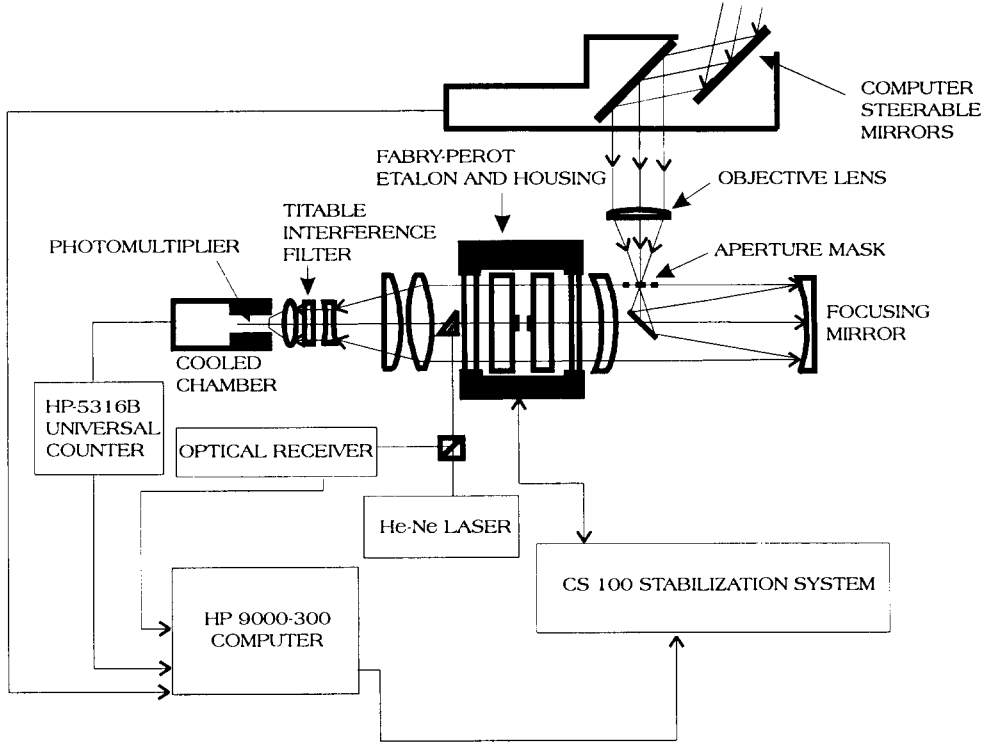 COMPUTER
STEERABLE
MIRRORS
FABRY-PEROT
ETALON AND HOUSING
OBJECTIVE LENS
TITABLE
INTERFERENCE
FILTER
PHOTOMULTIPLIER
APERTURE MASK
FOCUSING
MIRROR
COOLED
CHAMBER
HP-5316B
UNIVERSAL
COUNTER
OPTICAL RECEIVER
He-Ne LASER
CS 100 STABILIZATION SYSTEM
HP 9000-300
COMPUTER